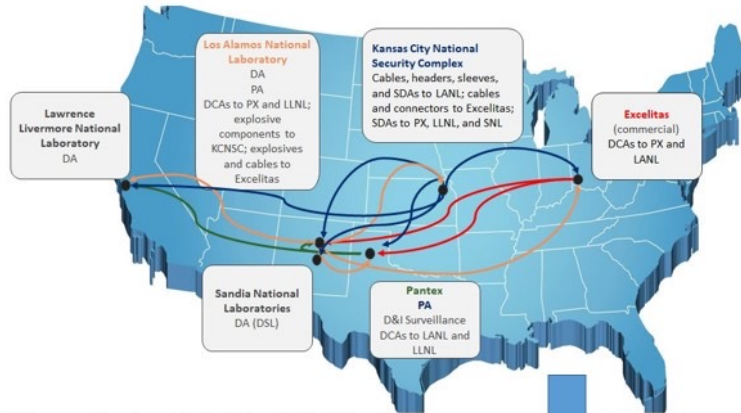 Los Alamos National
Laboratory
DA
PA
DCAs to PX and LLNL;
explosive
components to
KCNSC; explosives
and cables to
Excelitas
Kansas City National
Security Complex
Cables, headers, sleeves,
and SDAs to LANL; cables
and connectors to Excelitas;
SDAs to PX, LLNL, and SNL
Lawrence
Livermore National
Laboratory
DA
Excelitas
(commercial)
DCAs to PX and
LANL
Sandia National
Laboratories
DA (DSL)
Pantex
PA
D&I Surveillance
DCAs to LANL and
LLNL